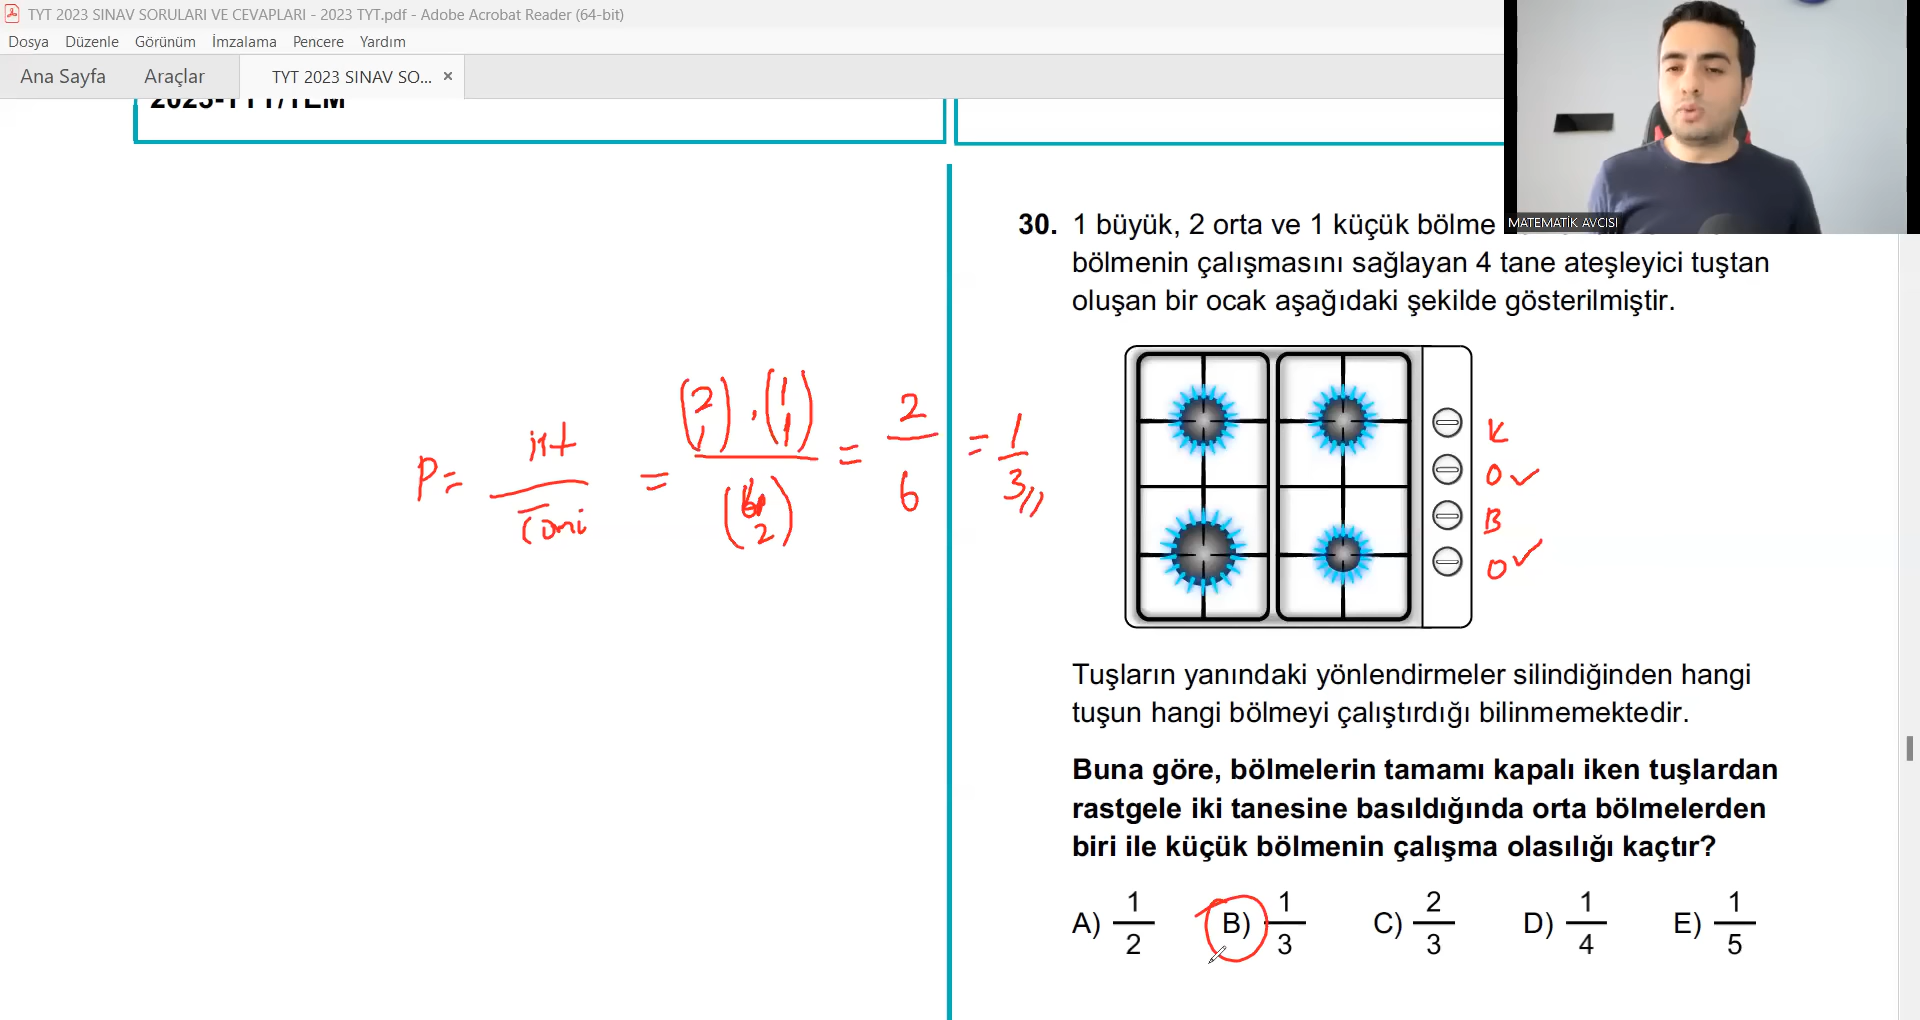 TYT 2023 SINAV SORULARI VE CEVAPLARI - 2023 TYT.pdf - Adobe Acrobat Reader (64-bit)
Dosya Düzenle Görünüm İmzalama Pencere Yardım
Ana Sayfa Araçlar TYT 2023 SINAV SO... ×
2023-TYT/TEM
MATEMATİK AVCISI
30. 1 büyük, 2 orta ve 1 küçük bölme
bölmenin çalışmasını sağlayan 4 tane ateşleyici tuştan
oluşan bir ocak aşağıdaki şekilde gösterilmiştir.
K
O ✓
B
O ✓
P = = (2 1) . (1 1) / ( 2) = 2/6 = 1/3
Tuşların yanındaki yönlendirmeler silindiğinden hangi
tuşun hangi bölmeyi çalıştırdığı bilinmemektedir.
Buna göre, bölmelerin tamamı kapalı iken tuşlardan
rastgele iki tanesine basıldığında orta bölmelerden
biri ile küçük bölmenin çalışma olasılığı kaçtır?
A) 1/2 B) 1/3 C) 2/3 D) 1/4 E) 1/5